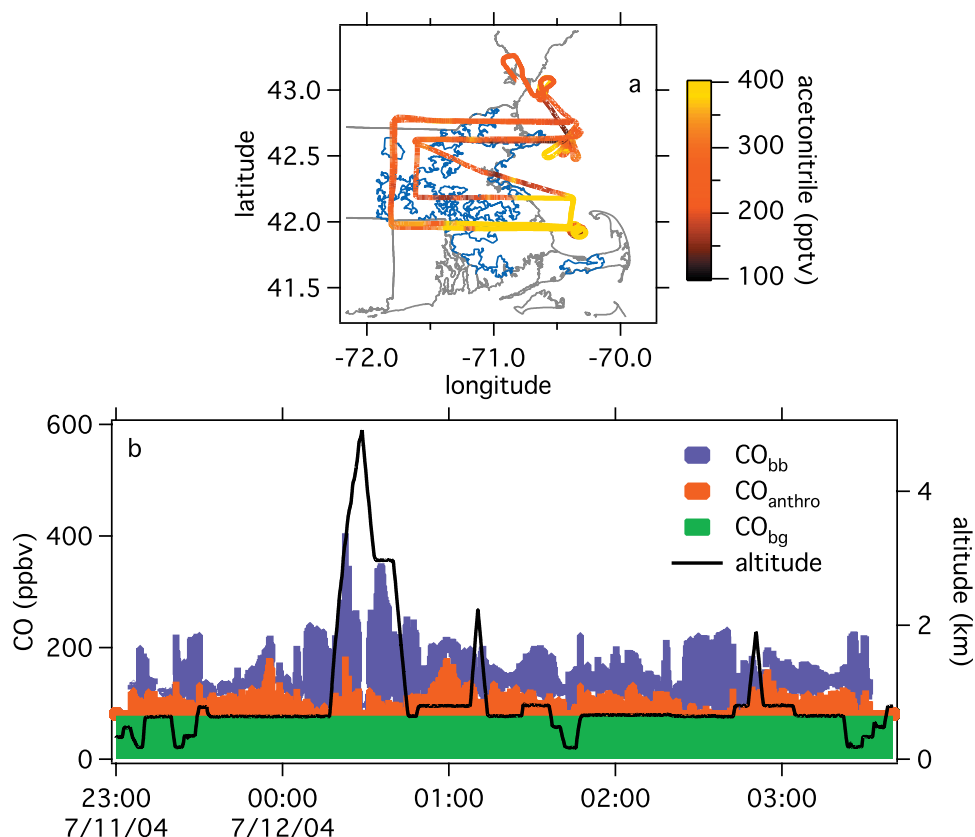 a
43.0
42.5
42.0
41.5
latitude
-72.0 -71.0 -70.0
longitude
400
300
200
100
acetonitrile (pptv)
b
600
400
200
0
CO (ppbv)
CObb
COanthro
CObg
altitude
4
2
0
altitude (km)
23:00 00:00 01:00 02:00 03:00
7/11/04 7/12/04